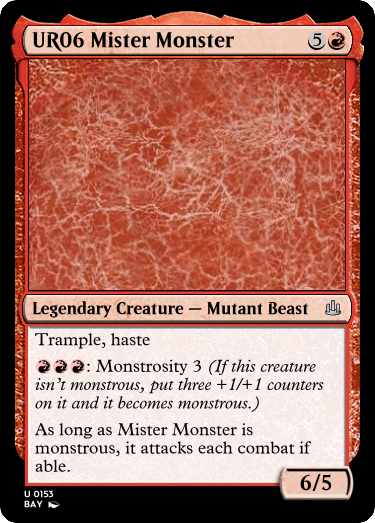 UR06 Mister Monster 5
Legendary Creature — Mutant Beast
Trample, haste
: Monstrosity 3 (If this creature
isn't monstrous, put three +1/+1 counters
on it and it becomes monstrous.)
As long as Mister Monster is
monstrous, it attacks each combat if
able.
6/5
U 0153
BAY